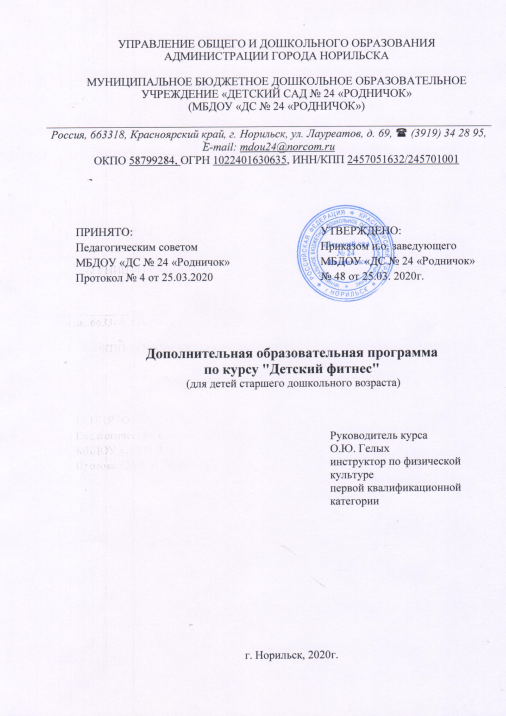 УПРАВЛЕНИЕ ОБЩЕГО И ДОШКОЛЬНОГО ОБРАЗОВАНИЯ
АДМИНИСТРАЦИИ ГОРОДА НОРИЛЬСКА
МУНИЦИПАЛЬНОЕ БЮДЖЕТНОЕ ДОШКОЛЬНОЕ ОБРАЗОВАТЕЛЬНОЕ
УЧРЕЖДЕНИЕ «ДЕТСКИЙ САД № 24 «РОДНИЧОК»
(МБДОУ «ДС № 24 «РОДНИЧОК»)
Россия, 663318, Красноярский край, г. Норильск, ул. Лауреатов, д. 69, ☎ (3919) 34 28 95,
E-mail: mdou24@norcom.ru
ОКПО 58799284, ОГРН 1022401630635, ИНН/КПП 2457051632/245701001
ПРИНЯТО:
Педагогическим советом
МБДОУ «ДС № 24 «Родничок»
Протокол № 4 от 25.03.2020
УТВЕРЖДЕНО:
Приказом и.о. заведующего
МБДОУ «ДС № 24 «Родничок»
№ 48 от 25.03. 2020г.
Дополнительная образовательная программа
по курсу "Детский фитнес"
(для детей старшего дошкольного возраста)
Руководитель курса
О.Ю. Гелых
инструктор по физической
культуре
первой квалификационной
категории
г. Норильск, 2020г.